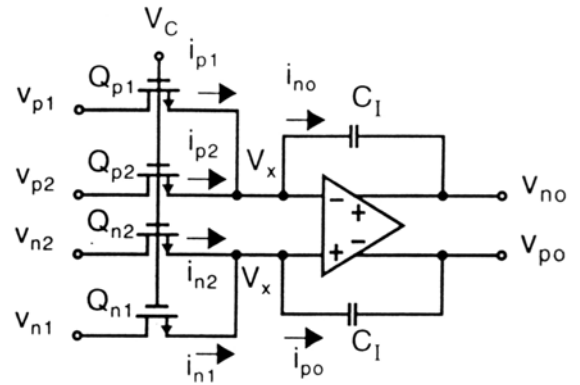 V_C
i_p1
Q_p1
i_no
C_I
v_p1
i_p2
Q_p2
V_x
v_p2
v_no
Q_n2
v_n2
v_po
i_n2
V_x
Q_n1
v_n1
i_n1
i_po
C_I
− +
+ −